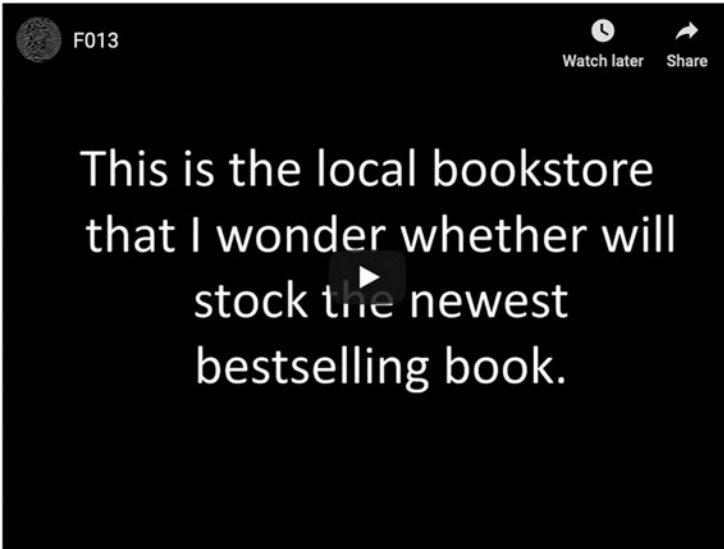 F013
Watch later
Share
This is the local bookstore
that I wonder whether will
stock the newest
bestselling book.